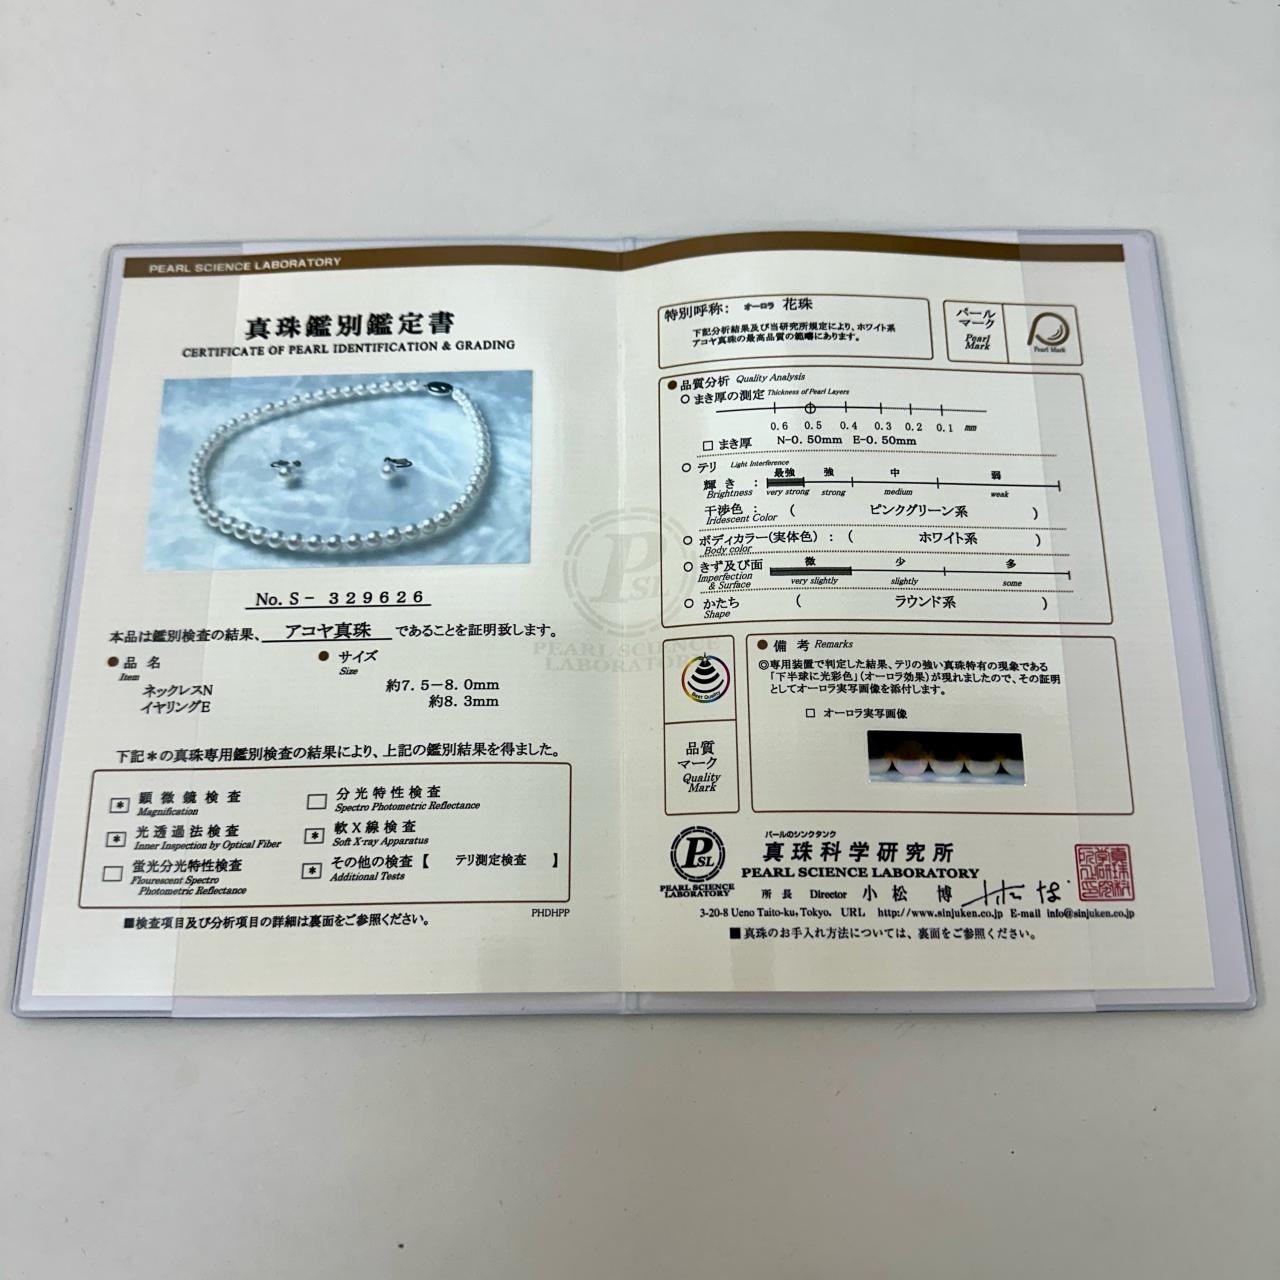 PEARL SCIENCE LABORATORY
真珠鑑別鑑定書
CERTIFICATE OF PEARL IDENTIFICATION & GRADING
No. S- 329626
本品は鑑別検査の結果、 アコヤ真珠 であることを証明致します。
●品名 ●サイズ
Item Size
ネックレスN 約7.5-8.0mm
イヤリングE 約8.3mm
下記*の真珠専用鑑別検査の結果により、上記の鑑別結果を得ました。
* 顕微鏡検査
Magnification
□ 分光特性検査
Spectro Photometric Reflectance
* 光透過法検査
Inner Inspection by Optical Fiber
* 軟X線検査
Soft X-ray Apparatus
□ 蛍光分光特性検査
Flourescent Spectro
Photometric Reflectance
* その他の検査【 テリ測定検査 】
Additional Tests
■検査項目及び分析項目の詳細は裏面をご参照ください。
PHDHPP
PSL
PEARL SCIENCE
LABORATORY
特別呼称: オーロラ 花珠
下記分析結果及び当研究所規定により、ホワイト系
アコヤ真珠の最高品質の範疇にあります。
パール
マーク
Pearl
Mark
Pearl Mark
●品質分析 Quality Analysis
○まき厚の測定 Thickness of Pearl Layers
0.6 0.5 0.4 0.3 0.2 0.1 mm
□ まき厚 N-0.50mm E-0.50mm
○ テリ Light Interference
最強 強 中 弱
輝き :
Brightness very strong strong medium weak
干渉色 : ( ピンクグリーン系 )
Iridescent Color
○ ボディカラー(実体色) : ( ホワイト系 )
Body color
○ きず及び面 微 少 多
Imperfection
& Surface
very slightly slightly some
○ かたち ( ラウンド系 )
Shape
Best Quality
品質
マーク
Quality
Mark
●備考 Remarks
◎専用装置で判定した結果、テリの強い真珠特有の現象である
「下半球に光彩色」(オーロラ効果)が現れましたので、その証明
としてオーロラ実写画像を添付します。
□ オーロラ実写画像
PSL
PEARL SCIENCE
LABORATORY
パールのシンクタンク
真珠科学研究所
PEARL SCIENCE LABORATORY
所長 Director 小松 博
3-20-8 Ueno Taito-ku, Tokyo. URL http://www.sinjuken.co.jp E-mail info@sinjuken.co.jp
■真珠のお手入れ方法については、裏面をご参照ください。